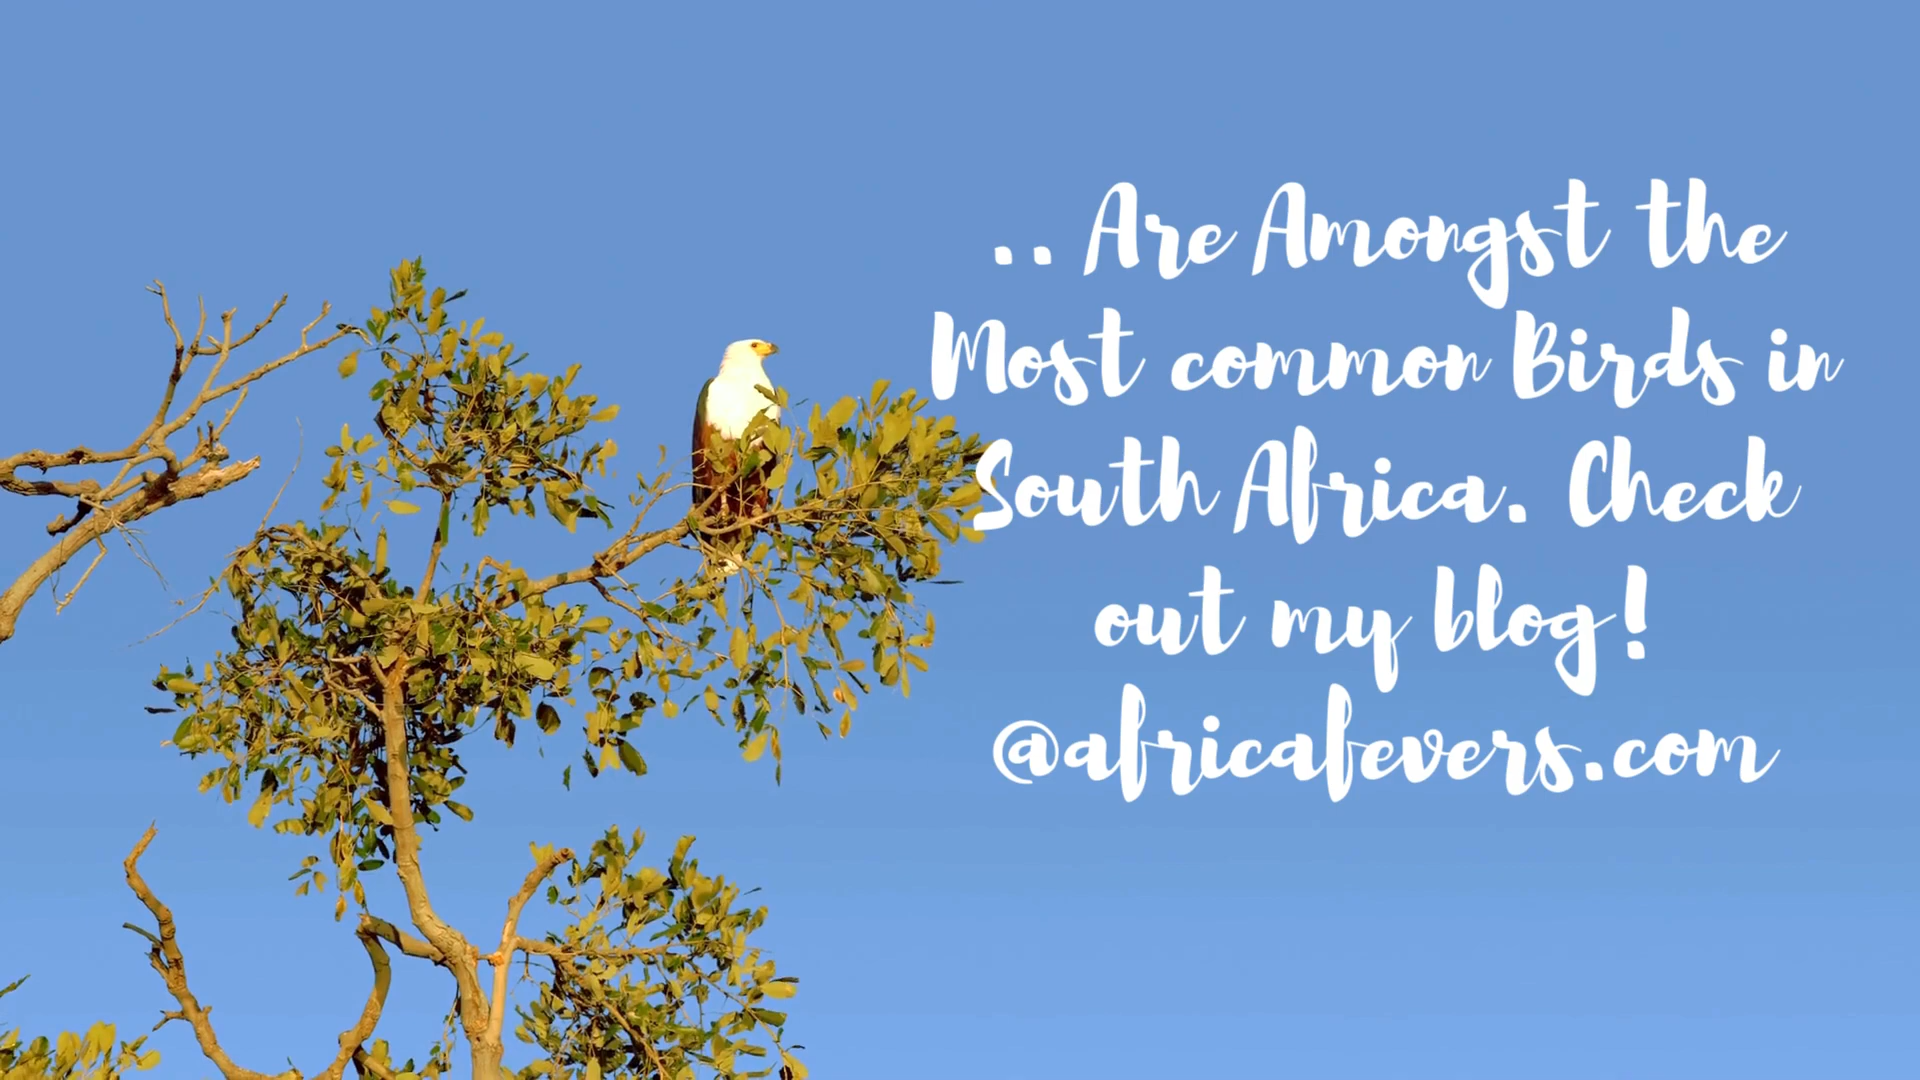 .. Are Amongst the
Most common Birds in
South Africa. Check
out my blog!
@africafevers.com